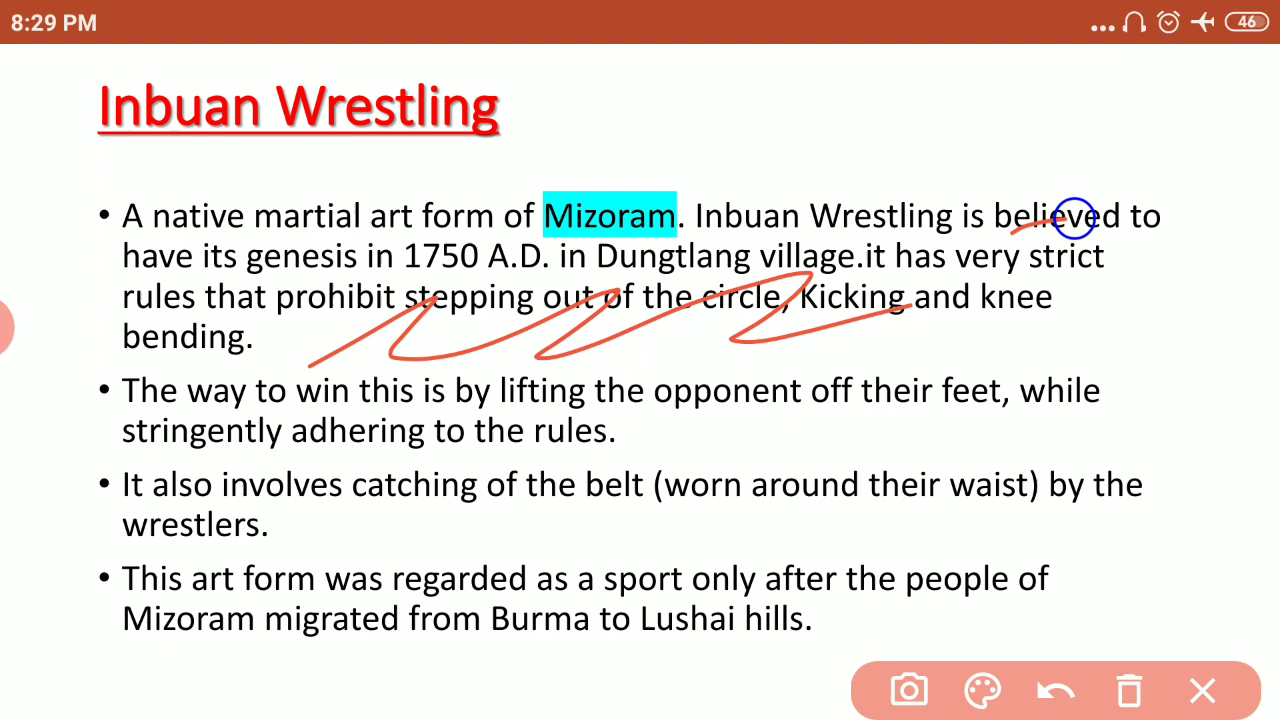 8:29 PM
46
Inbuan Wrestling
• A native martial art form of Mizoram. Inbuan Wrestling is believed to
have its genesis in 1750 A.D. in Dungtlang village.it has very strict
rules that prohibit stepping out of the circle, Kicking and knee
bending.
• The way to win this is by lifting the opponent off their feet, while
stringently adhering to the rules.
• It also involves catching of the belt (worn around their waist) by the
wrestlers.
• This art form was regarded as a sport only after the people of
Mizoram migrated from Burma to Lushai hills.